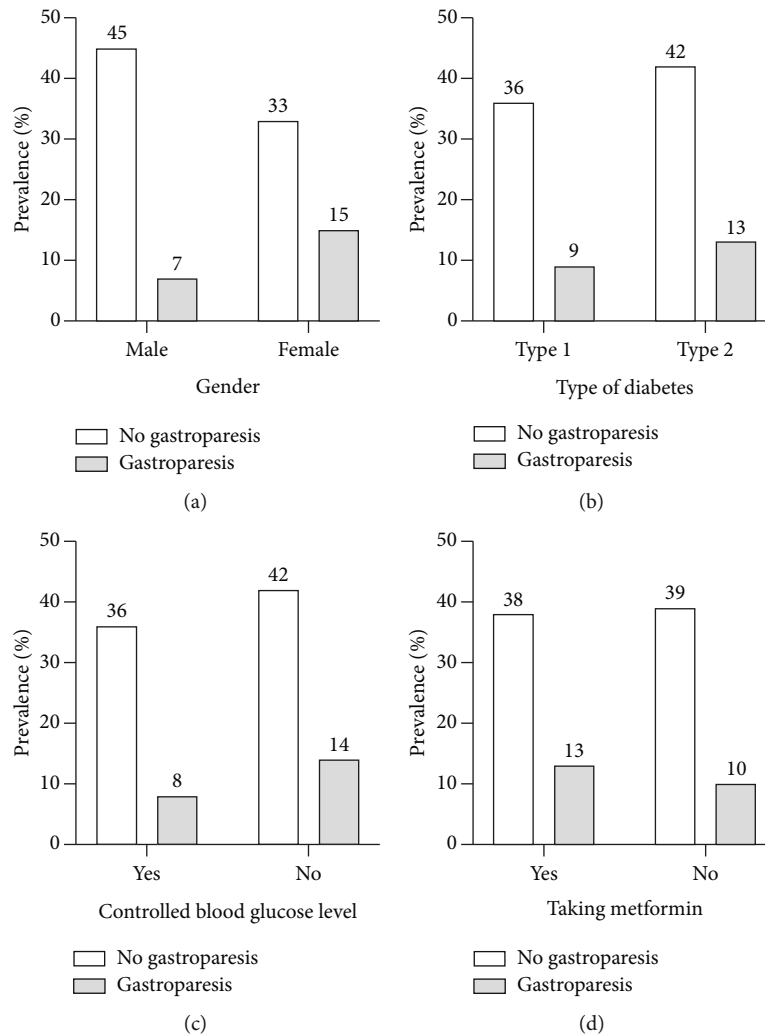 50
45
42
40
36
33
30
20
15
13
10
9
7
0
Prevalence (%)
Male Female
Gender
No gastroparesis
Gastroparesis
(a)
50
40
30
20
10
0
Prevalence (%)
Type 1 Type 2
Type of diabetes
No gastroparesis
Gastroparesis
(b)
50
42
40
36
30
20
14
10
8
0
Prevalence (%)
Yes No
Controlled blood glucose level
No gastroparesis
Gastroparesis
(c)
50
40
39
38
30
20
13
10
10
0
Prevalence (%)
Yes No
Taking metformin
No gastroparesis
Gastroparesis
(d)